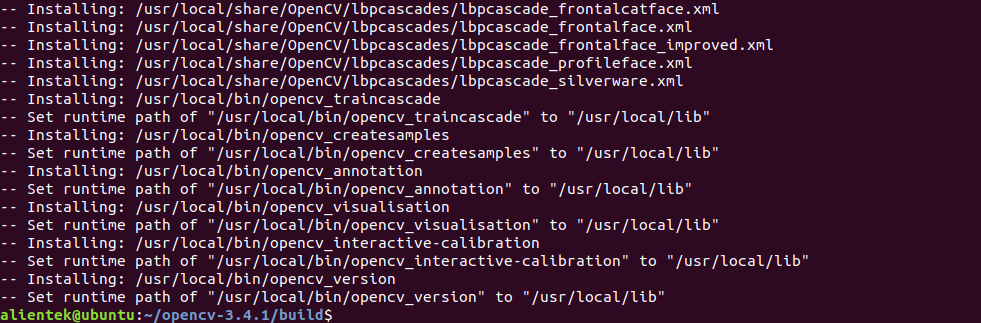 -- Installing: /usr/local/share/OpenCV/lbpcascades/lbpcascade_frontalcatface.xml
-- Installing: /usr/local/share/OpenCV/lbpcascades/lbpcascade_frontalface.xml
-- Installing: /usr/local/share/OpenCV/lbpcascades/lbpcascade_frontalface_improved.xml
-- Installing: /usr/local/share/OpenCV/lbpcascades/lbpcascade_profileface.xml
-- Installing: /usr/local/share/OpenCV/lbpcascades/lbpcascade_silverware.xml
-- Installing: /usr/local/bin/opencv_traincascade
-- Set runtime path of "/usr/local/bin/opencv_traincascade" to "/usr/local/lib"
-- Installing: /usr/local/bin/opencv_createsamples
-- Set runtime path of "/usr/local/bin/opencv_createsamples" to "/usr/local/lib"
-- Installing: /usr/local/bin/opencv_annotation
-- Set runtime path of "/usr/local/bin/opencv_annotation" to "/usr/local/lib"
-- Installing: /usr/local/bin/opencv_visualisation
-- Set runtime path of "/usr/local/bin/opencv_visualisation" to "/usr/local/lib"
-- Installing: /usr/local/bin/opencv_interactive-calibration
-- Set runtime path of "/usr/local/bin/opencv_interactive-calibration" to "/usr/local/lib"
-- Installing: /usr/local/bin/opencv_version
-- Set runtime path of "/usr/local/bin/opencv_version" to "/usr/local/lib"
alientek@ubuntu:~/opencv-3.4.1/build$